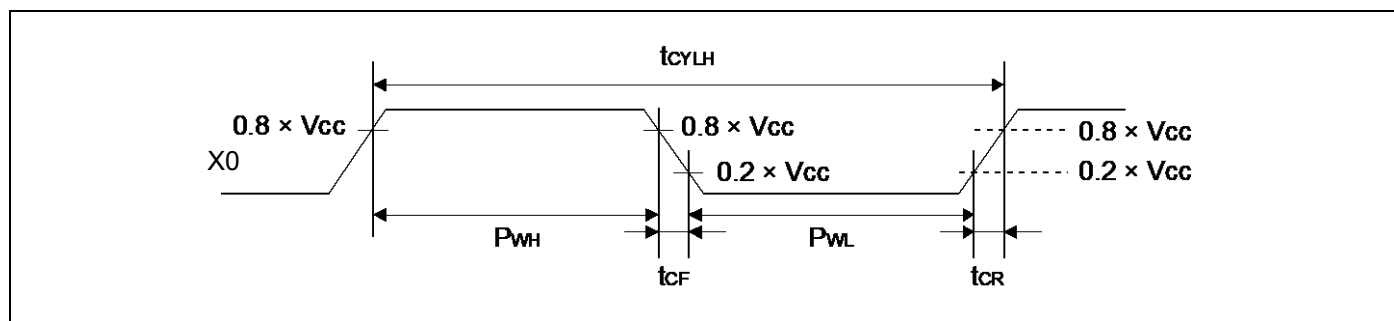 tCYLH
0.8 × Vcc
0.8 × Vcc
0.8 × Vcc
X0
0.2 × Vcc
0.2 × Vcc
PWH
PWL
tCF
tCR